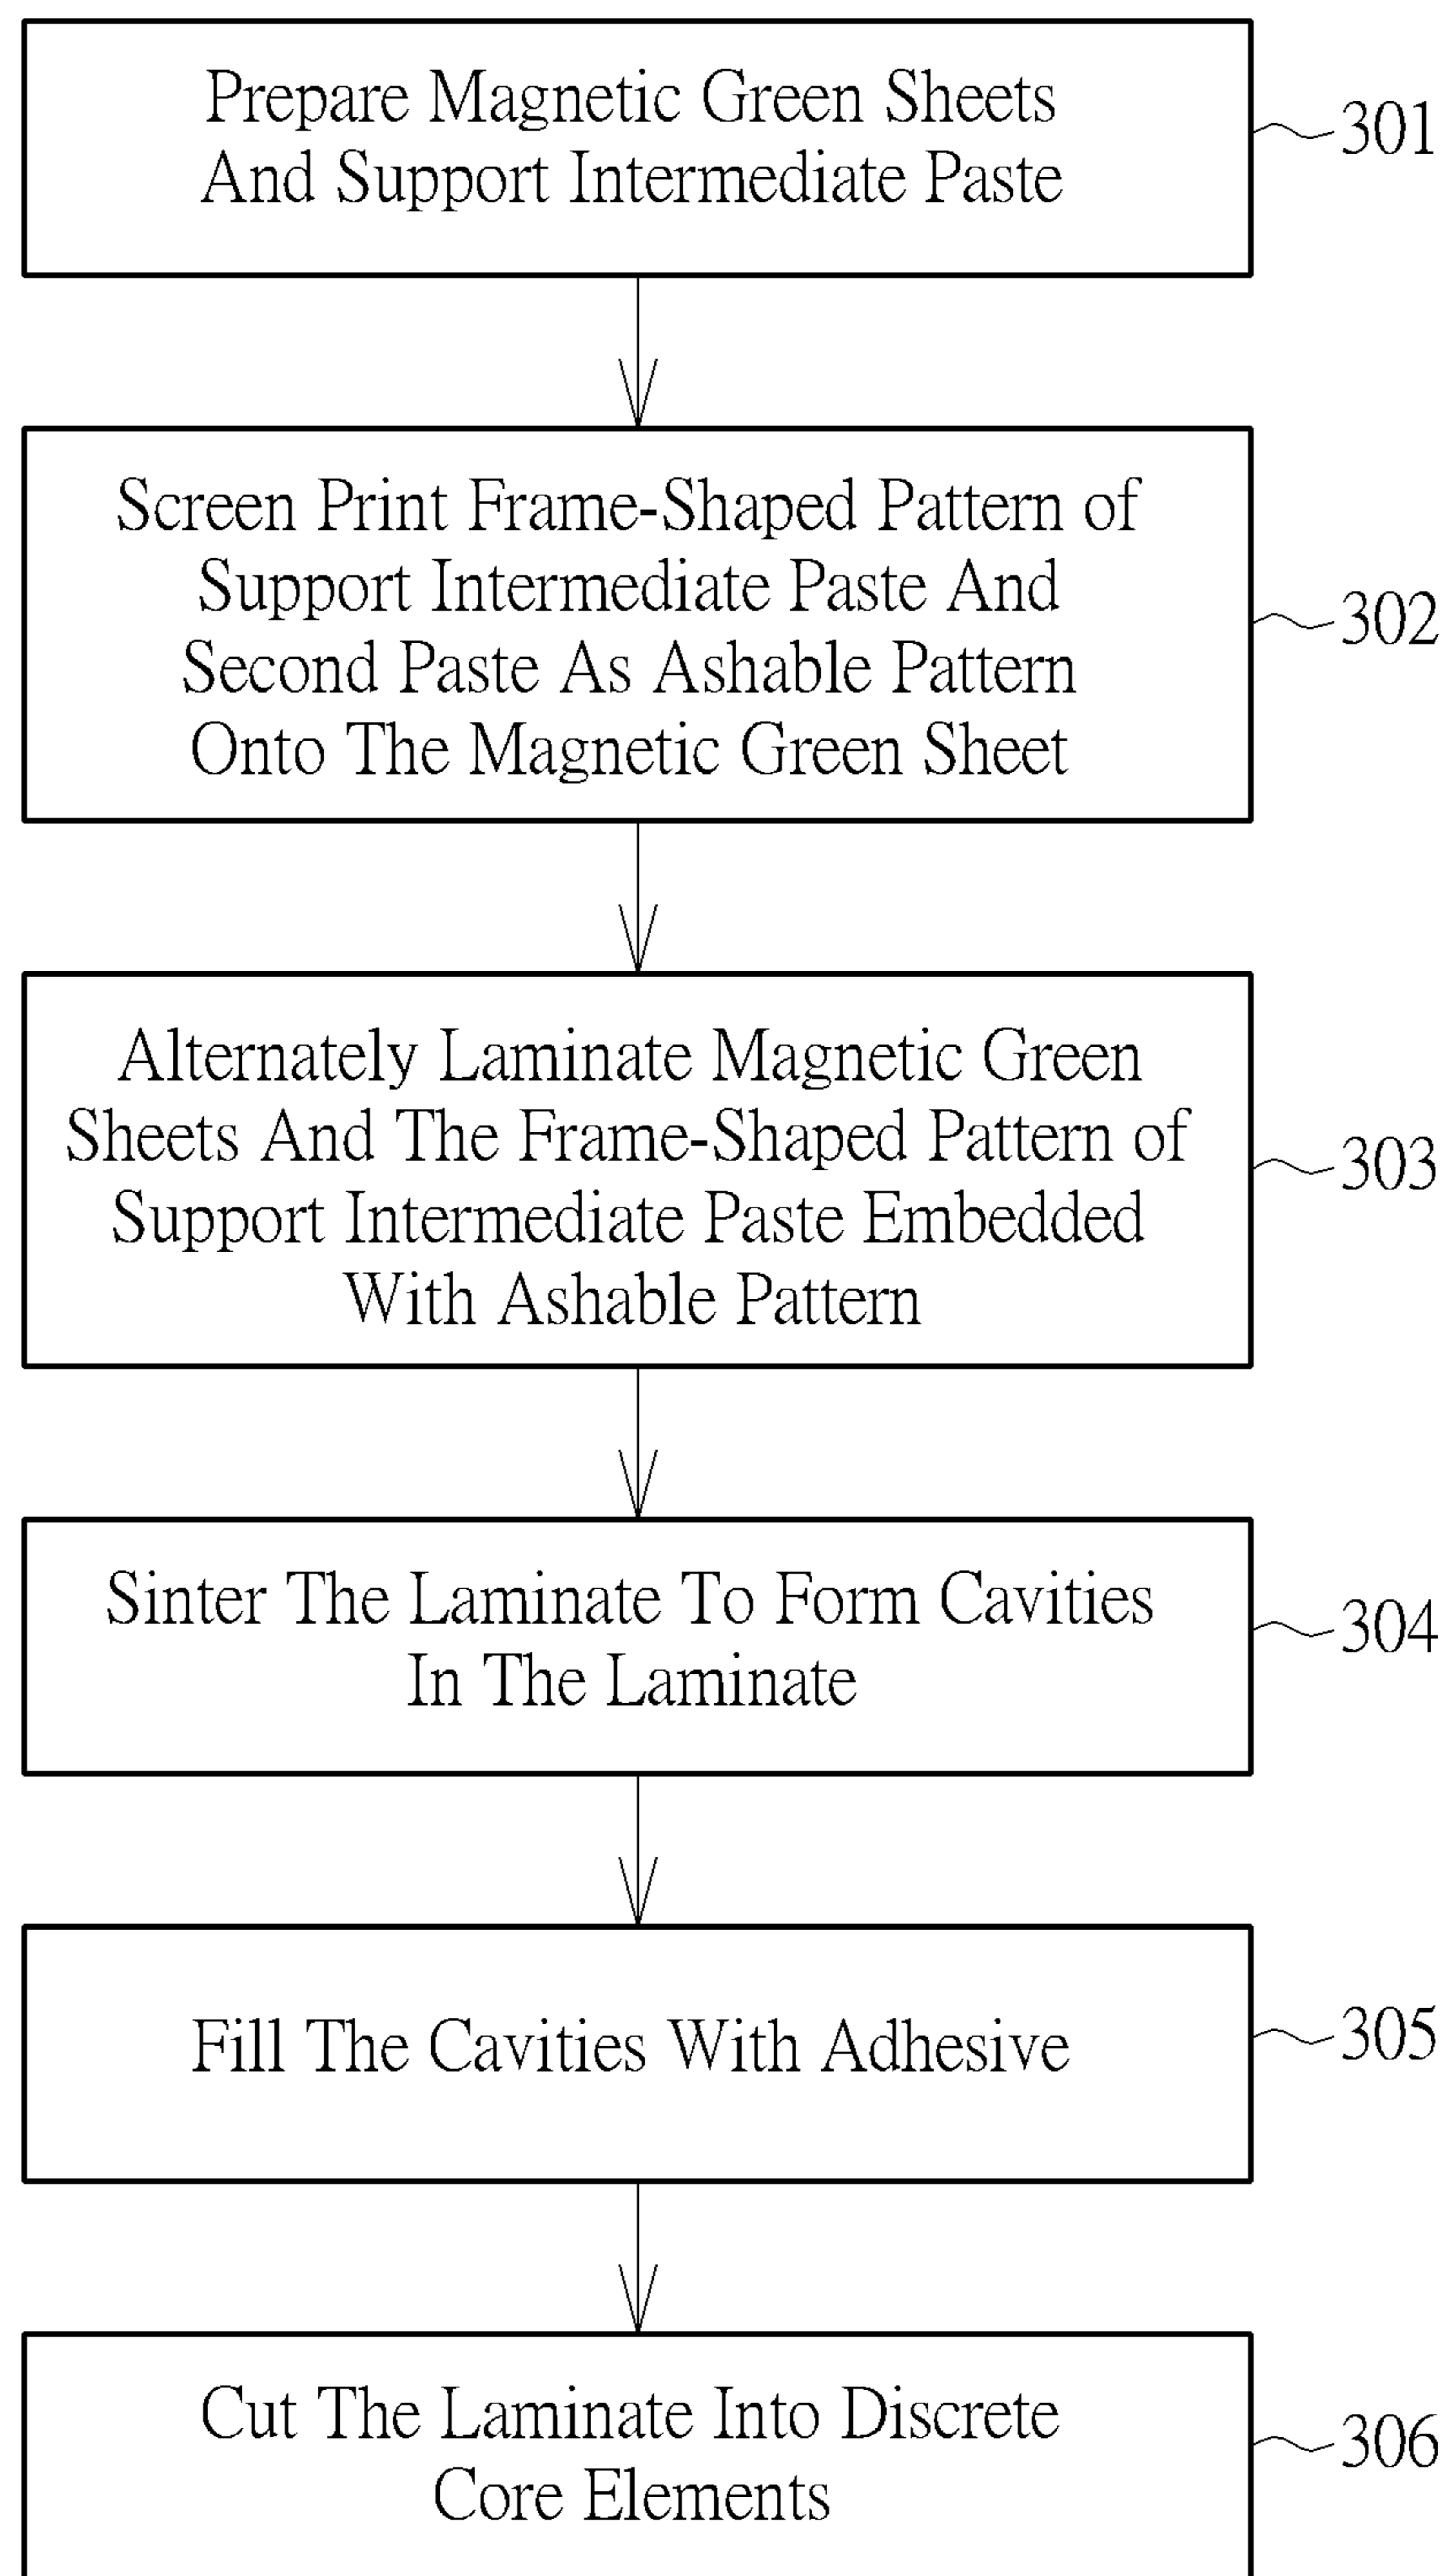 Prepare Magnetic Green Sheets
And Support Intermediate Paste
301
Screen Print Frame-Shaped Pattern of
Support Intermediate Paste And
Second Paste As Ashable Pattern
Onto The Magnetic Green Sheet
302
Alternately Laminate Magnetic Green
Sheets And The Frame-Shaped Pattern of
Support Intermediate Paste Embedded
With Ashable Pattern
303
Sinter The Laminate To Form Cavities
In The Laminate
304
Fill The Cavities With Adhesive
305
Cut The Laminate Into Discrete
Core Elements
306